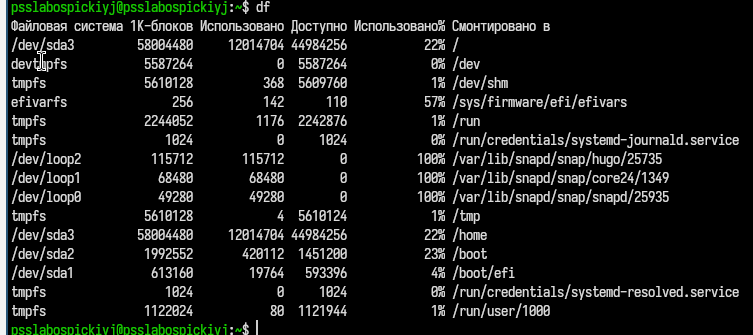 psslabospickiyj@psslabospickiyj:~$ df
Файловая система 1K-блоков Использовано Доступно Использовано% Смонтировано в
/dev/sda3 58004480 12014704 44984256 22% /
devtmpfs 5587264 0 5587264 0% /dev
tmpfs 5610128 368 5609760 1% /dev/shm
efivarfs 256 142 110 57% /sys/firmware/efi/efivars
tmpfs 2244052 1176 2242876 1% /run
tmpfs 1024 0 1024 0% /run/credentials/systemd-journald.service
/dev/loop2 115712 115712 0 100% /var/lib/snapd/snap/hugo/25735
/dev/loop1 68480 68480 0 100% /var/lib/snapd/snap/core24/1349
/dev/loop0 49280 49280 0 100% /var/lib/snapd/snap/snapd/25935
tmpfs 5610128 4 5610124 1% /tmp
/dev/sda3 58004480 12014704 44984256 22% /home
/dev/sda2 1992552 420112 1451200 23% /boot
/dev/sda1 613160 19764 593396 4% /boot/efi
tmpfs 1024 0 1024 0% /run/credentials/systemd-resolved.service
tmpfs 1122024 80 1121944 1% /run/user/1000
psslabospickiyj@psslabospickiyj:~$